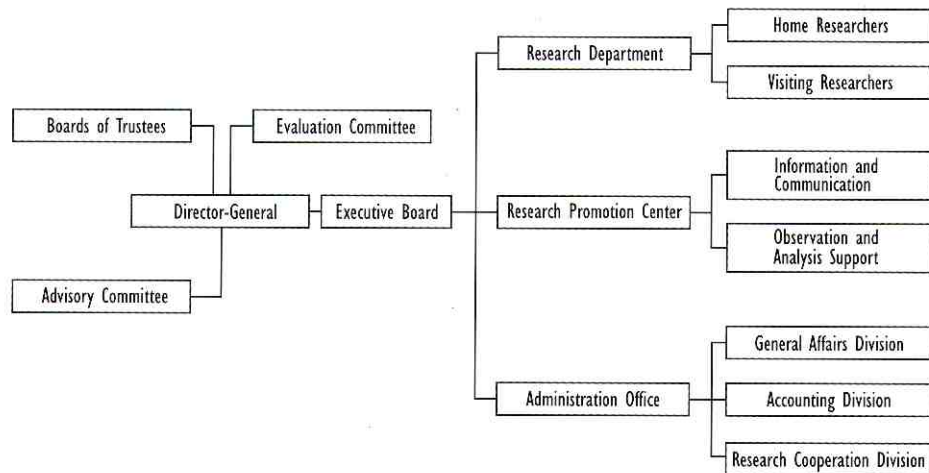 Home Researchers
Research Department
Visiting Researchers
Boards of Trustees
Evaluation Committee
Information and
Communication
Director-General
Executive Board
Research Promotion Center
Observation and
Analysis Support
Advisory Committee
General Affairs Division
Administration Office
Accounting Division
Research Cooperation Division